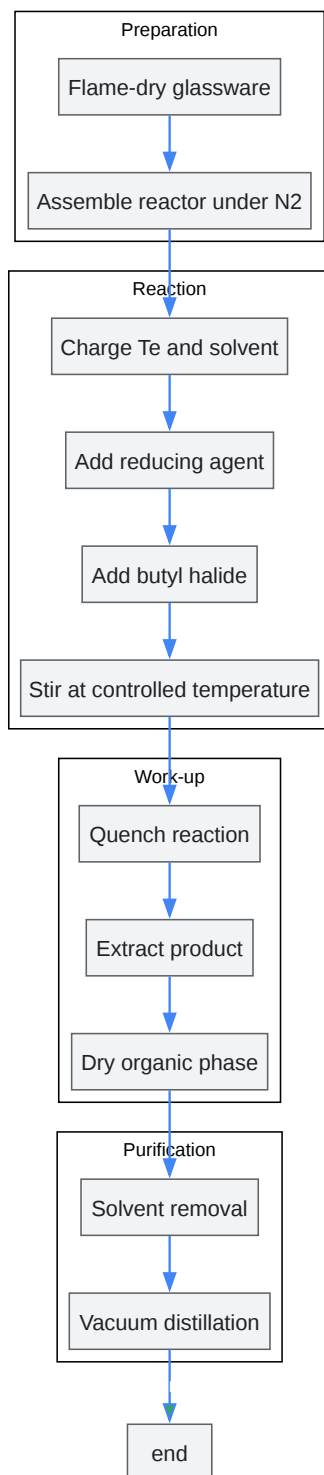 Preparation
Flame-dry glassware
Assemble reactor under N2
Reaction
Charge Te and solvent
Add reducing agent
Add butyl halide
Stir at controlled temperature
Work-up
Quench reaction
Extract product
Dry organic phase
Purification
Solvent removal
Vacuum distillation
end